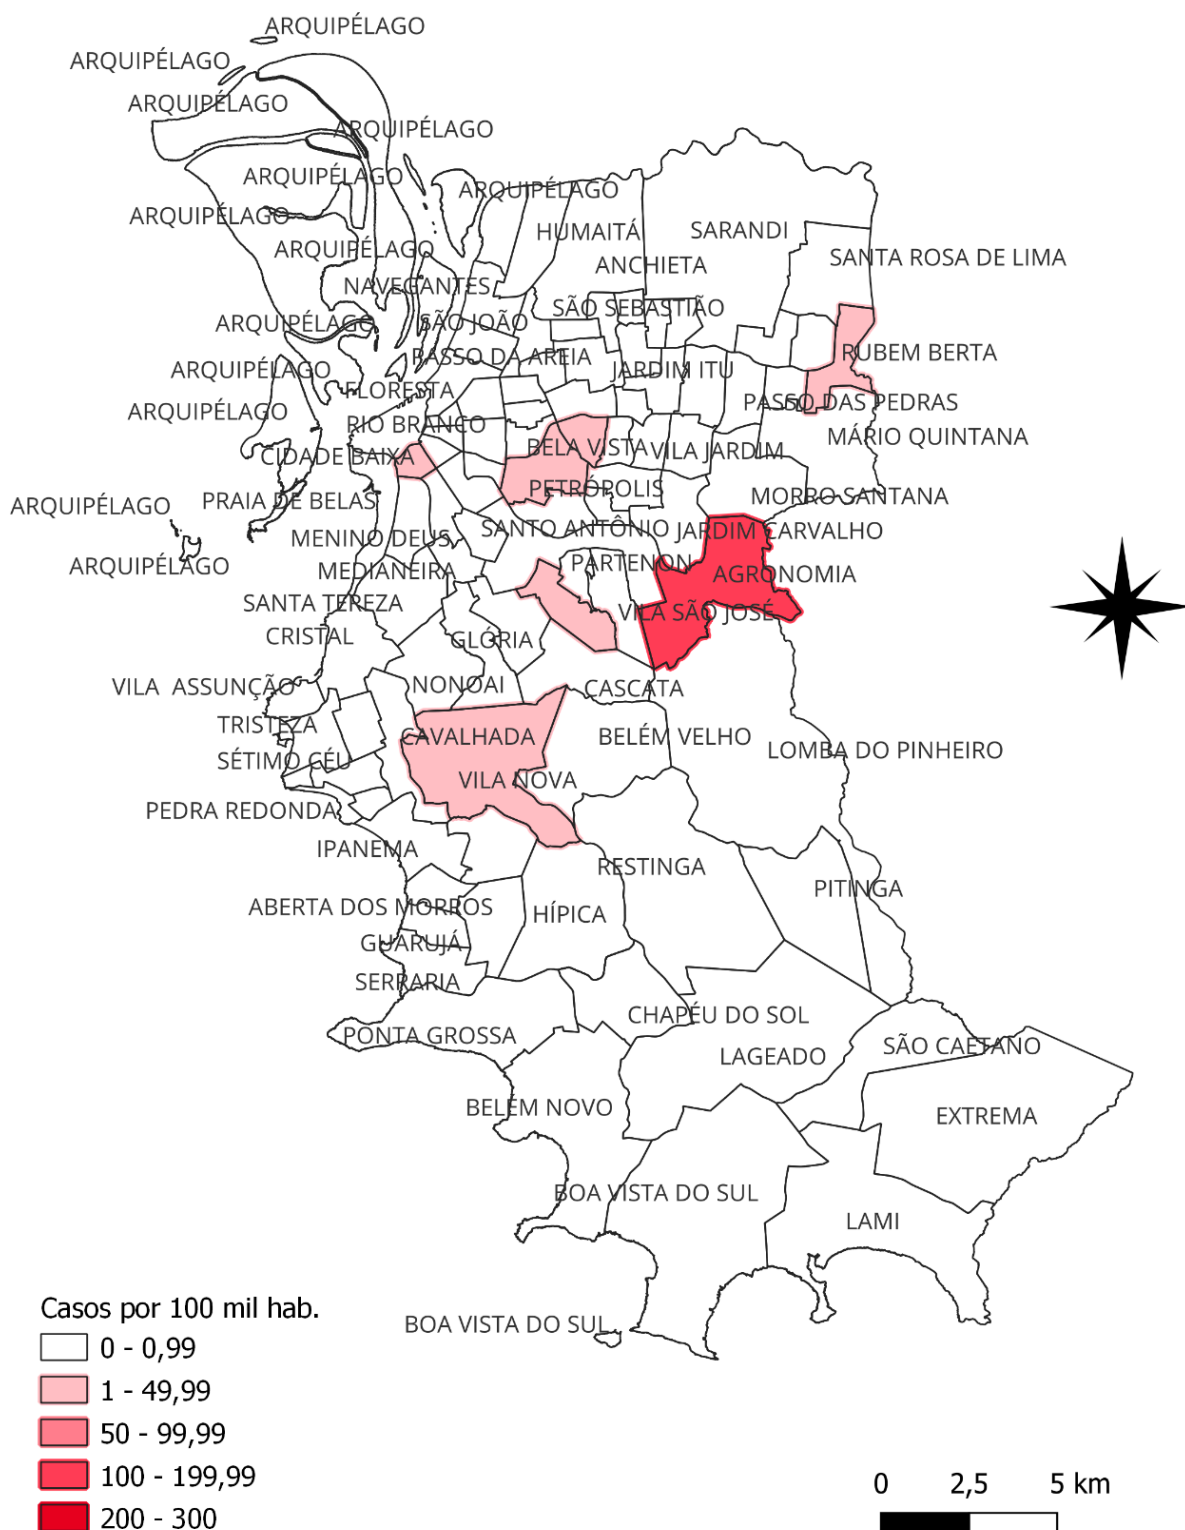 ARQUIPÉLAGO
ARQUIPÉLAGO
ARQUIPÉLAGO
ARQUIPÉLAGO
ARQUIPÉLAGO
ARQUIPÉLAGO
ARQUIPÉLAGO
HUMAITÁ
SARANDI
ARQUIPÉLAGO
SANTA ROSA DE LIMA
ANCHIETA
NAVEGANTES
SÃO SEBASTIÃO
ARQUIPÉLAGO
SÃO JOÃO
RUBEM BERTA
PASSO DA AREIA
ARQUIPÉLAGO
JARDIM ITU
FLORESTA
PASSO DAS PEDRAS
ARQUIPÉLAGO
RIO BRANCO
MÁRIO QUINTANA
BELA VISTA
VILA JARDIM
CIDADE BAIXA
PETRÓPOLIS
MORRO SANTANA
PRAIA DE BELAS
ARQUIPÉLAGO
SANTO ANTÔNIO
JARDIM CARVALHO
MENINO DEUS
PARTENON
ARQUIPÉLAGO
MEDIANEIRA
AGRONOMIA
SANTA TEREZA
VILA SÃO JOSÉ
CRISTAL
GLÓRIA
VILA ASSUNÇÃO
NONOAI
CASCATA
TRISTEZA
CAVALHADA
BELÉM VELHO
LOMBA DO PINHEIRO
SÉTIMO CÉU
VILA NOVA
PEDRA REDONDA
IPANEMA
RESTINGA
PITINGA
ABERTA DOS MORROS
HÍPICA
GUARUJÁ
SERRARIA
CHAPÉU DO SOL
PONTA GROSSA
SÃO CAETANO
LAGEADO
BELÉM NOVO
EXTREMA
BOA VISTA DO SUL
LAMI
BOA VISTA DO SUL
Casos por 100 mil hab.
0 - 0,99
1 - 49,99
50 - 99,99
100 - 199,99
200 - 300
0 2,5 5 km